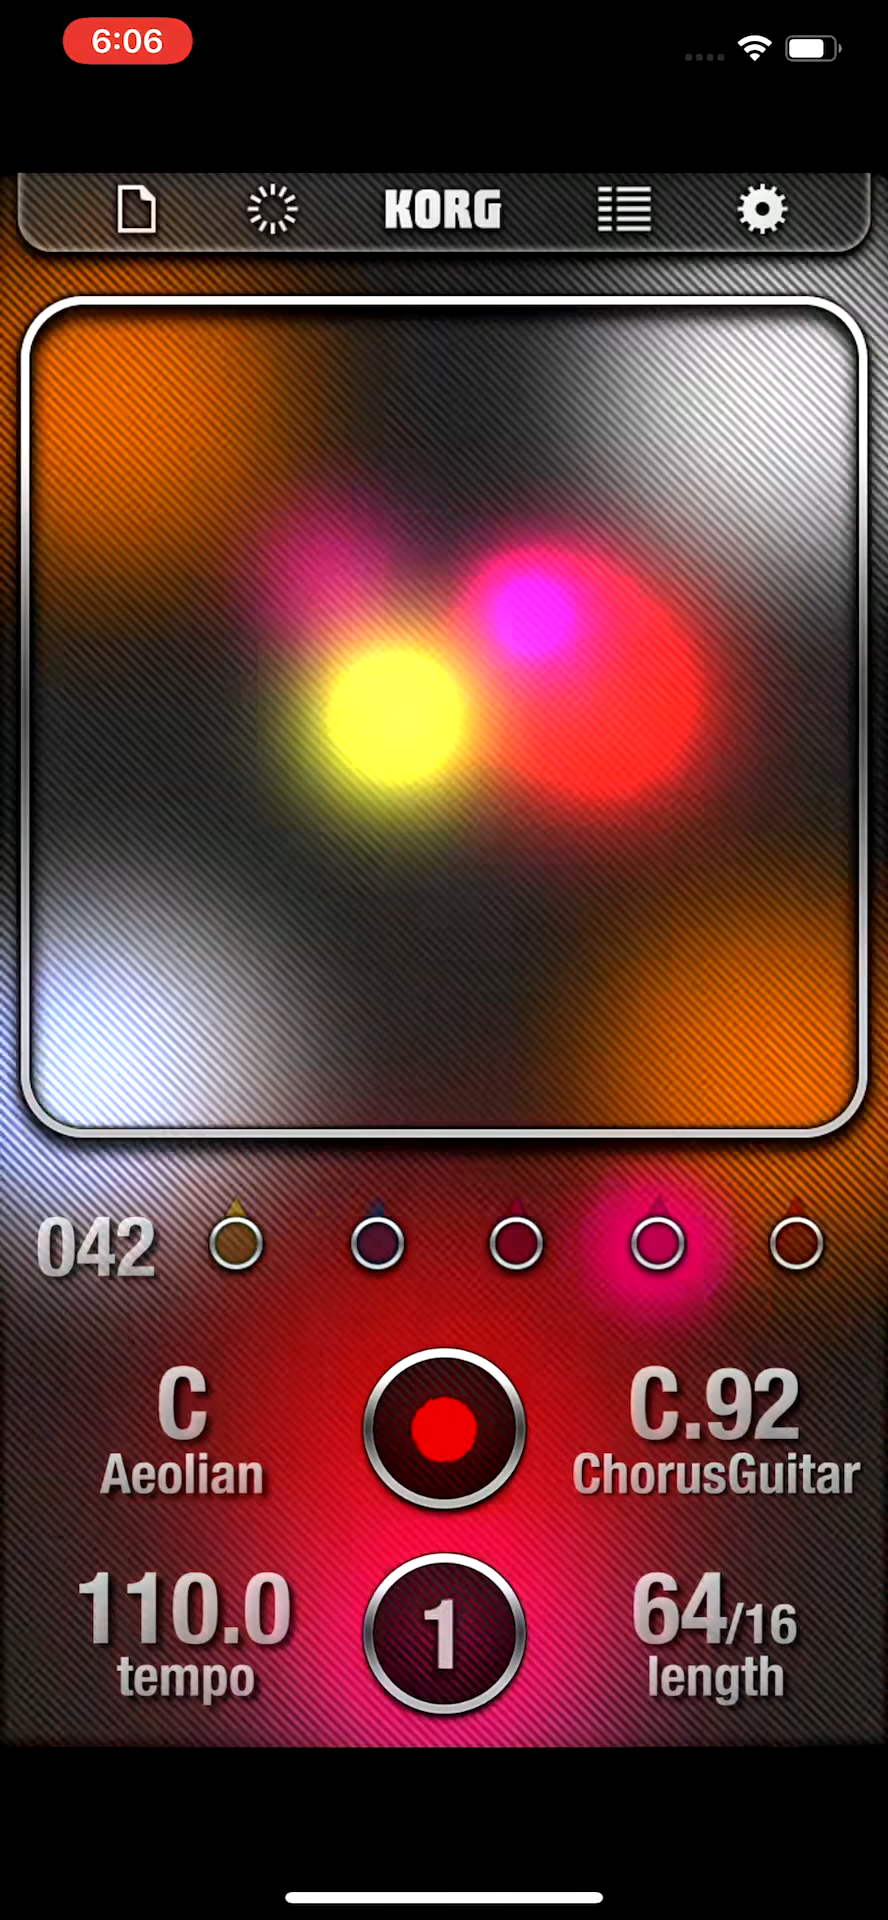 6:06
KORG
042
C
Aeolian
C.92
ChorusGuitar
110.0
tempo
1
64/16
length